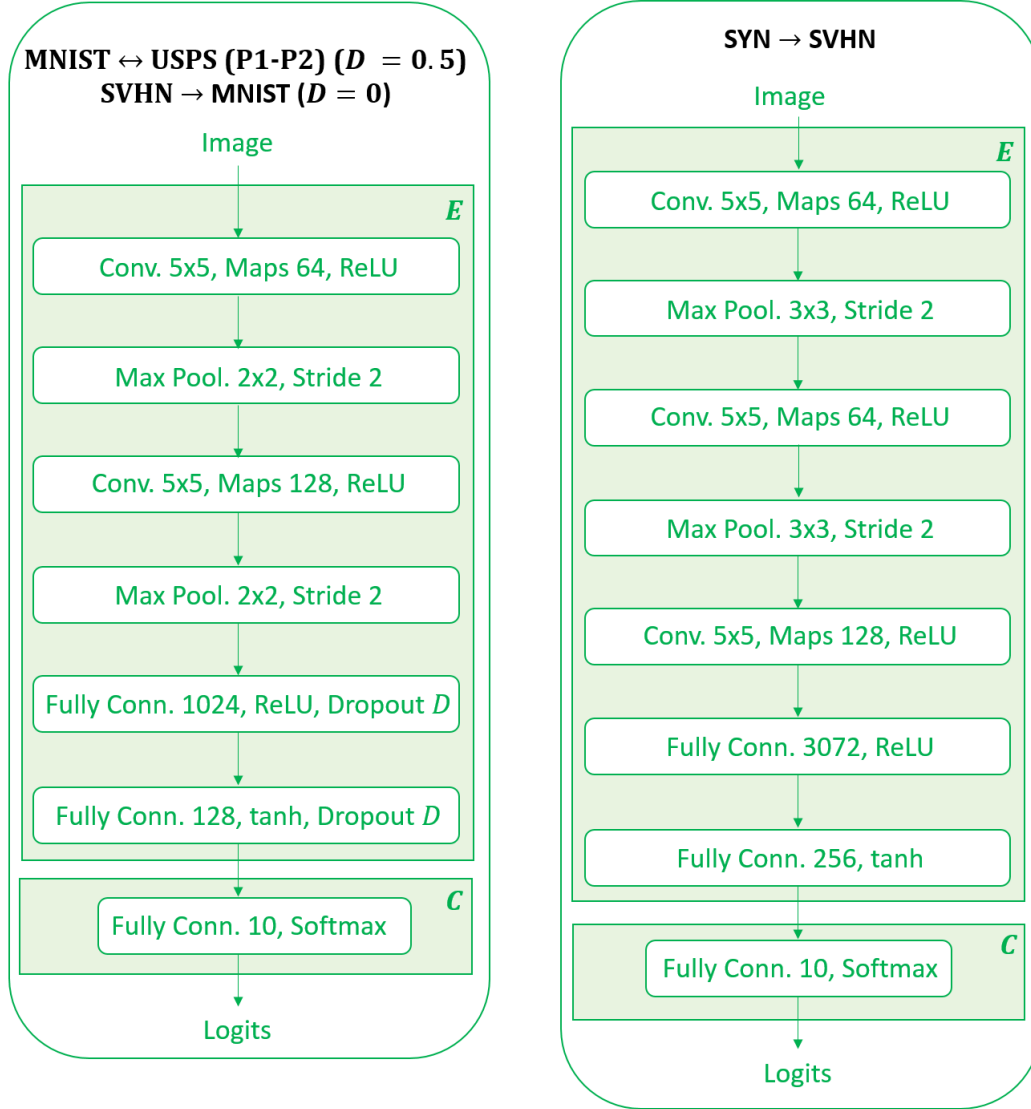 MNIST ↔ USPS (P1-P2) (D = 0.5)
SVHN → MNIST (D = 0)
Image
E
Conv. 5x5, Maps 64, ReLU
Max Pool. 2x2, Stride 2
Conv. 5x5, Maps 128, ReLU
Max Pool. 2x2, Stride 2
Fully Conn. 1024, ReLU, Dropout D
Fully Conn. 128, tanh, Dropout D
C
Fully Conn. 10, Softmax
Logits
SYN → SVHN
Image
E
Conv. 5x5, Maps 64, ReLU
Max Pool. 3x3, Stride 2
Conv. 5x5, Maps 64, ReLU
Max Pool. 3x3, Stride 2
Conv. 5x5, Maps 128, ReLU
Fully Conn. 3072, ReLU
Fully Conn. 256, tanh
C
Fully Conn. 10, Softmax
Logits